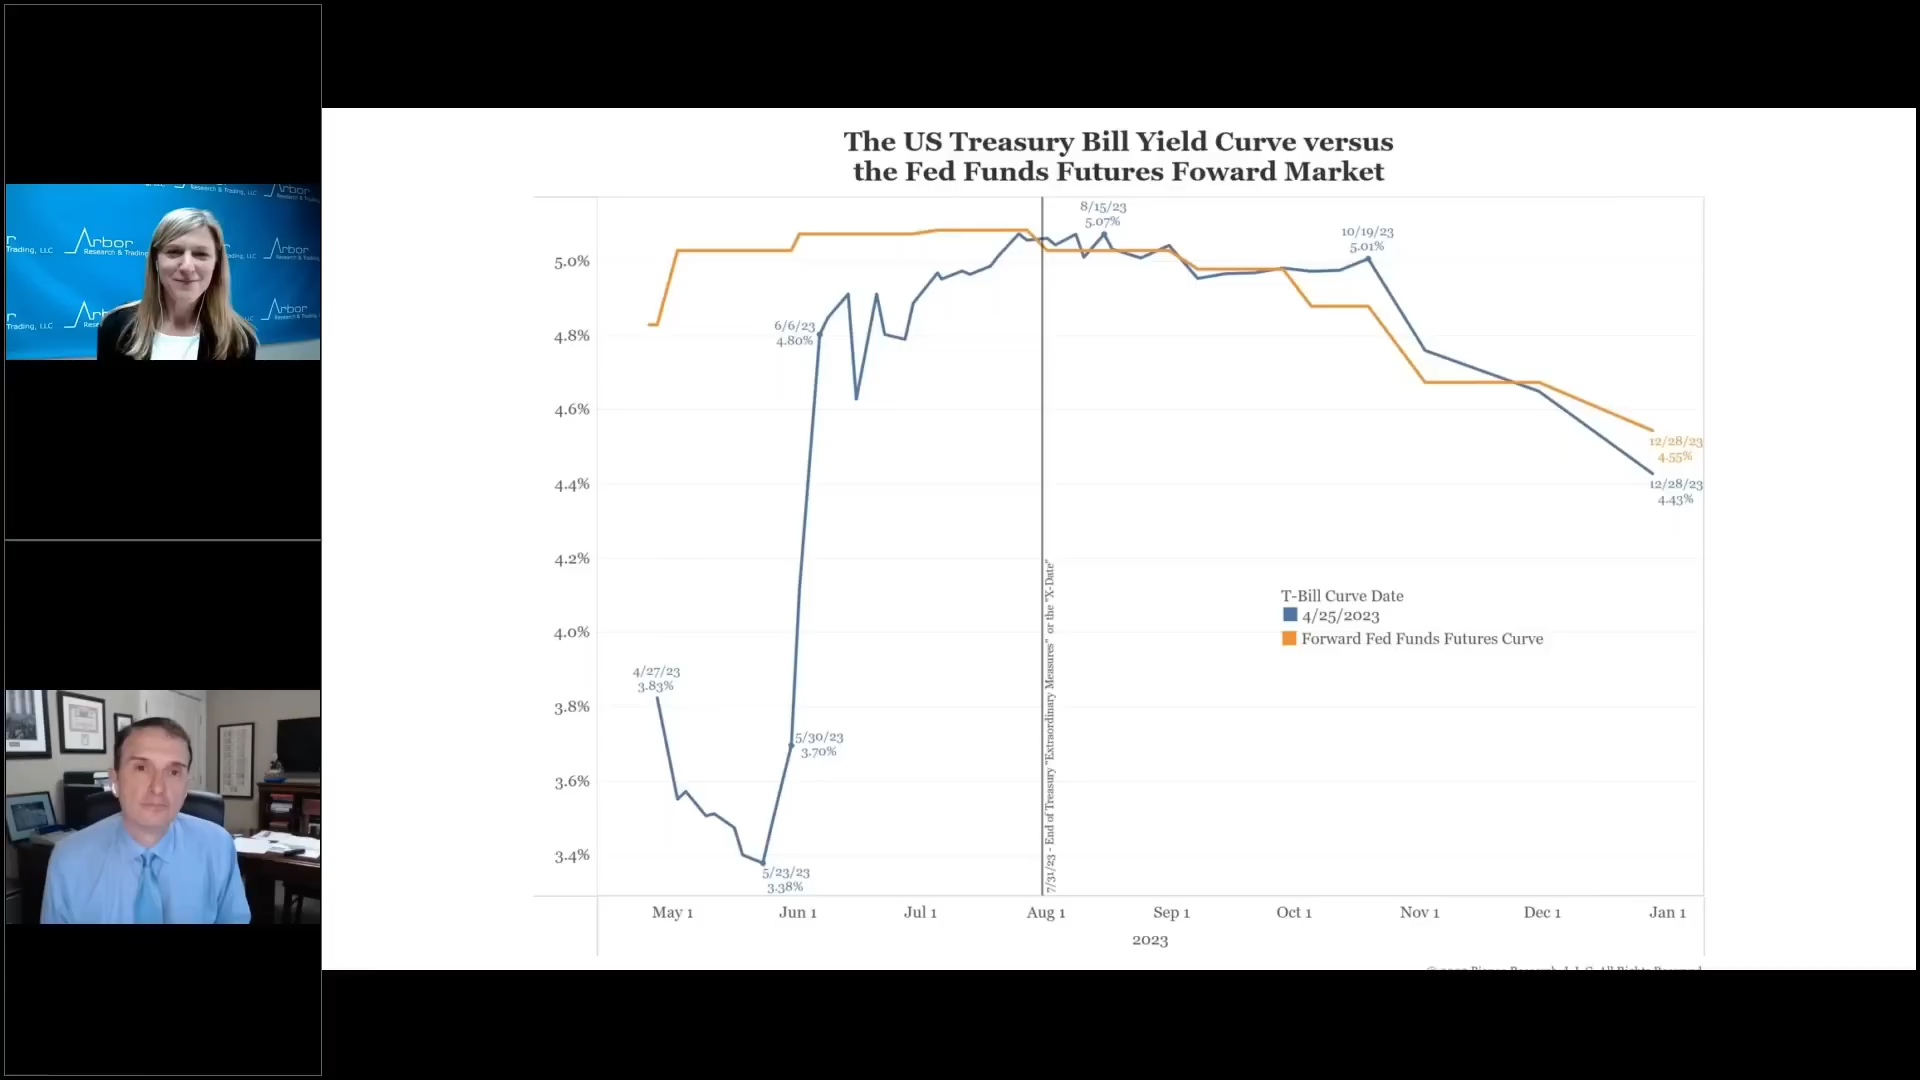 Arbor
Research & Trading, LLC
The US Treasury Bill Yield Curve versus
the Fed Funds Futures Foward Market
8/15/23
5.07%
10/19/23
5.01%
5.0%
6/6/23
4.80%
4.8%
4.6%
12/28/23
4.55%
4.4%
12/28/23
4.43%
4.2%
T-Bill Curve Date
4/25/2023
Forward Fed Funds Futures Curve
4.0%
4/27/23
3.83%
3.8%
5/30/23
3.70%
3.6%
3.4%
5/23/23
3.38%
7/31/23 - End of Treasury "Extraordinary Measures" or the "X-Date"
May 1
Jun 1
Jul 1
Aug 1
Sep 1
Oct 1
Nov 1
Dec 1
Jan 1
2023